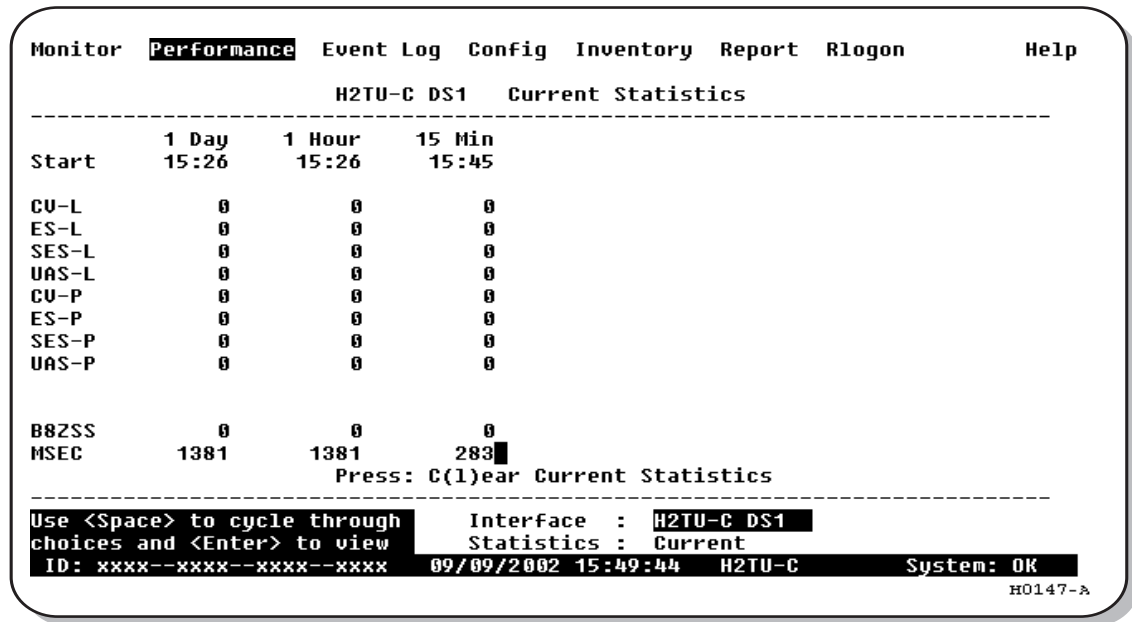 Monitor Performance Event Log Config Inventory Report Rlogon Help
H2TU-C DS1 Current Statistics
1 Day 1 Hour 15 Min
Start 15:26 15:26 15:45
CV-L 0 0 0
ES-L 0 0 0
SES-L 0 0 0
UAS-L 0 0 0
CV-P 0 0 0
ES-P 0 0 0
SES-P 0 0 0
UAS-P 0 0 0
B8ZSS 0 0 0
MSEC 1381 1381 283
Press: C(l)ear Current Statistics
Use <Space> to cycle through Interface : H2TU-C DS1
choices and <Enter> to view Statistics : Current
ID: xxxx--xxxx--xxxx--xxxx 09/09/2002 15:49:44 H2TU-C System: OK
H0147-A